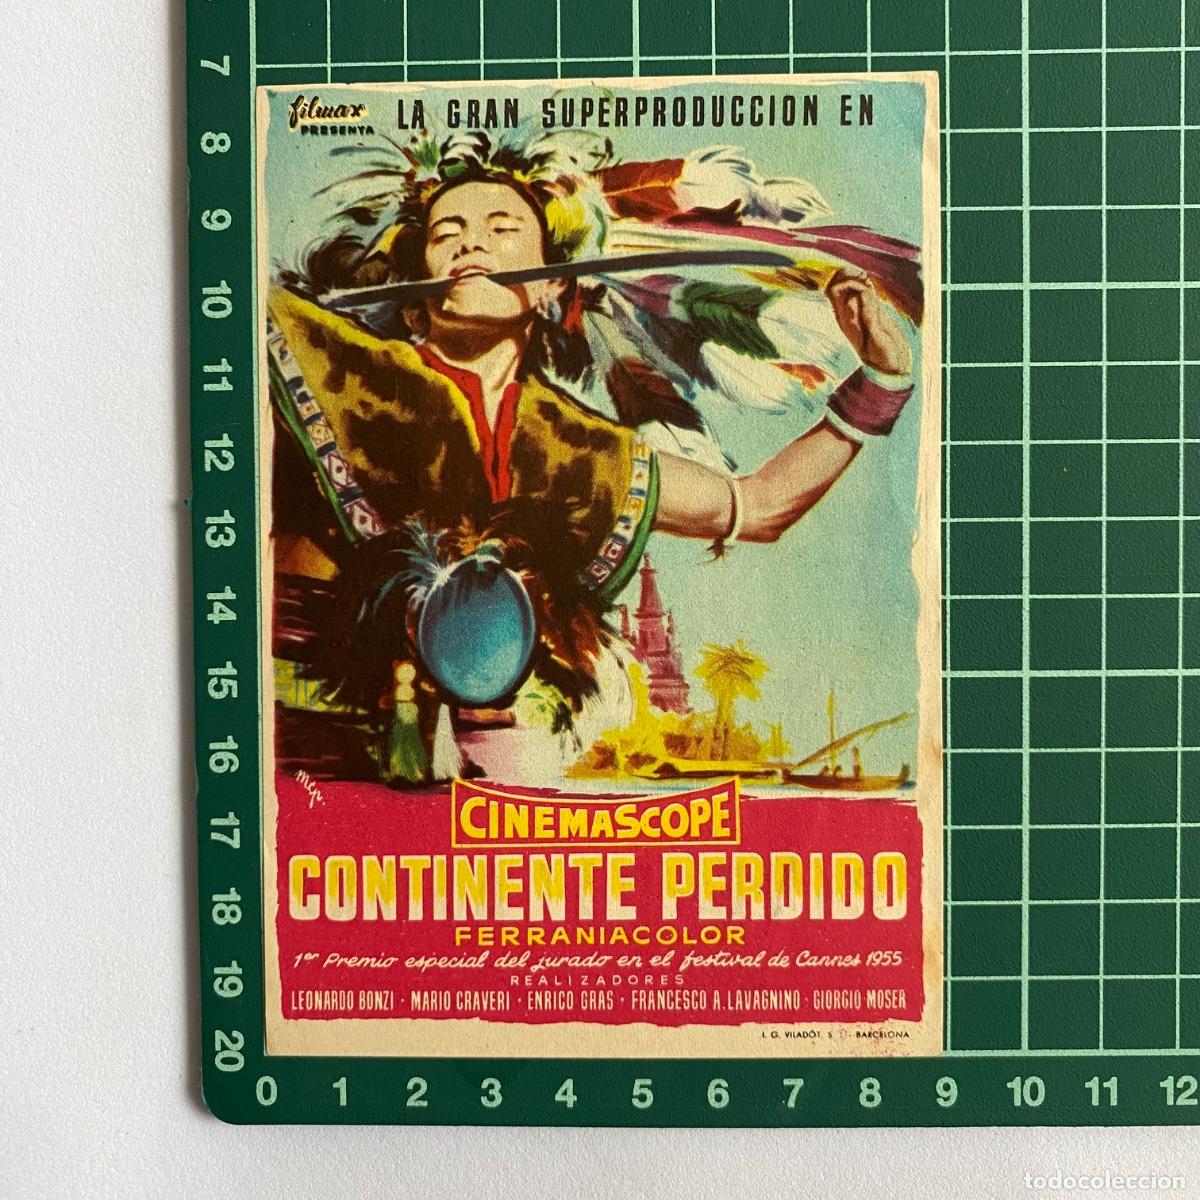 filmax
PRESENTA
LA GRAN SUPERPRODUCCION EN
mcp.
CINEMASCOPE
CONTINENTE PERDIDO
FERRANIACOLOR
1er Premio especial del jurado en el festival de Cannes 1955
REALIZADORES
LEONARDO BONZI · MARIO CRAVERI · ENRICO GRAS · FRANCESCO A. LAVAGNINO · GIORGIO MOSER
I. G. VILADOT, S. - BARCELONA
7
8
9
10
11
12
13
14
15
16
17
18
19
20
0 1 2 3 4 5 6 7 8 9 10 11 12
todocoleccion